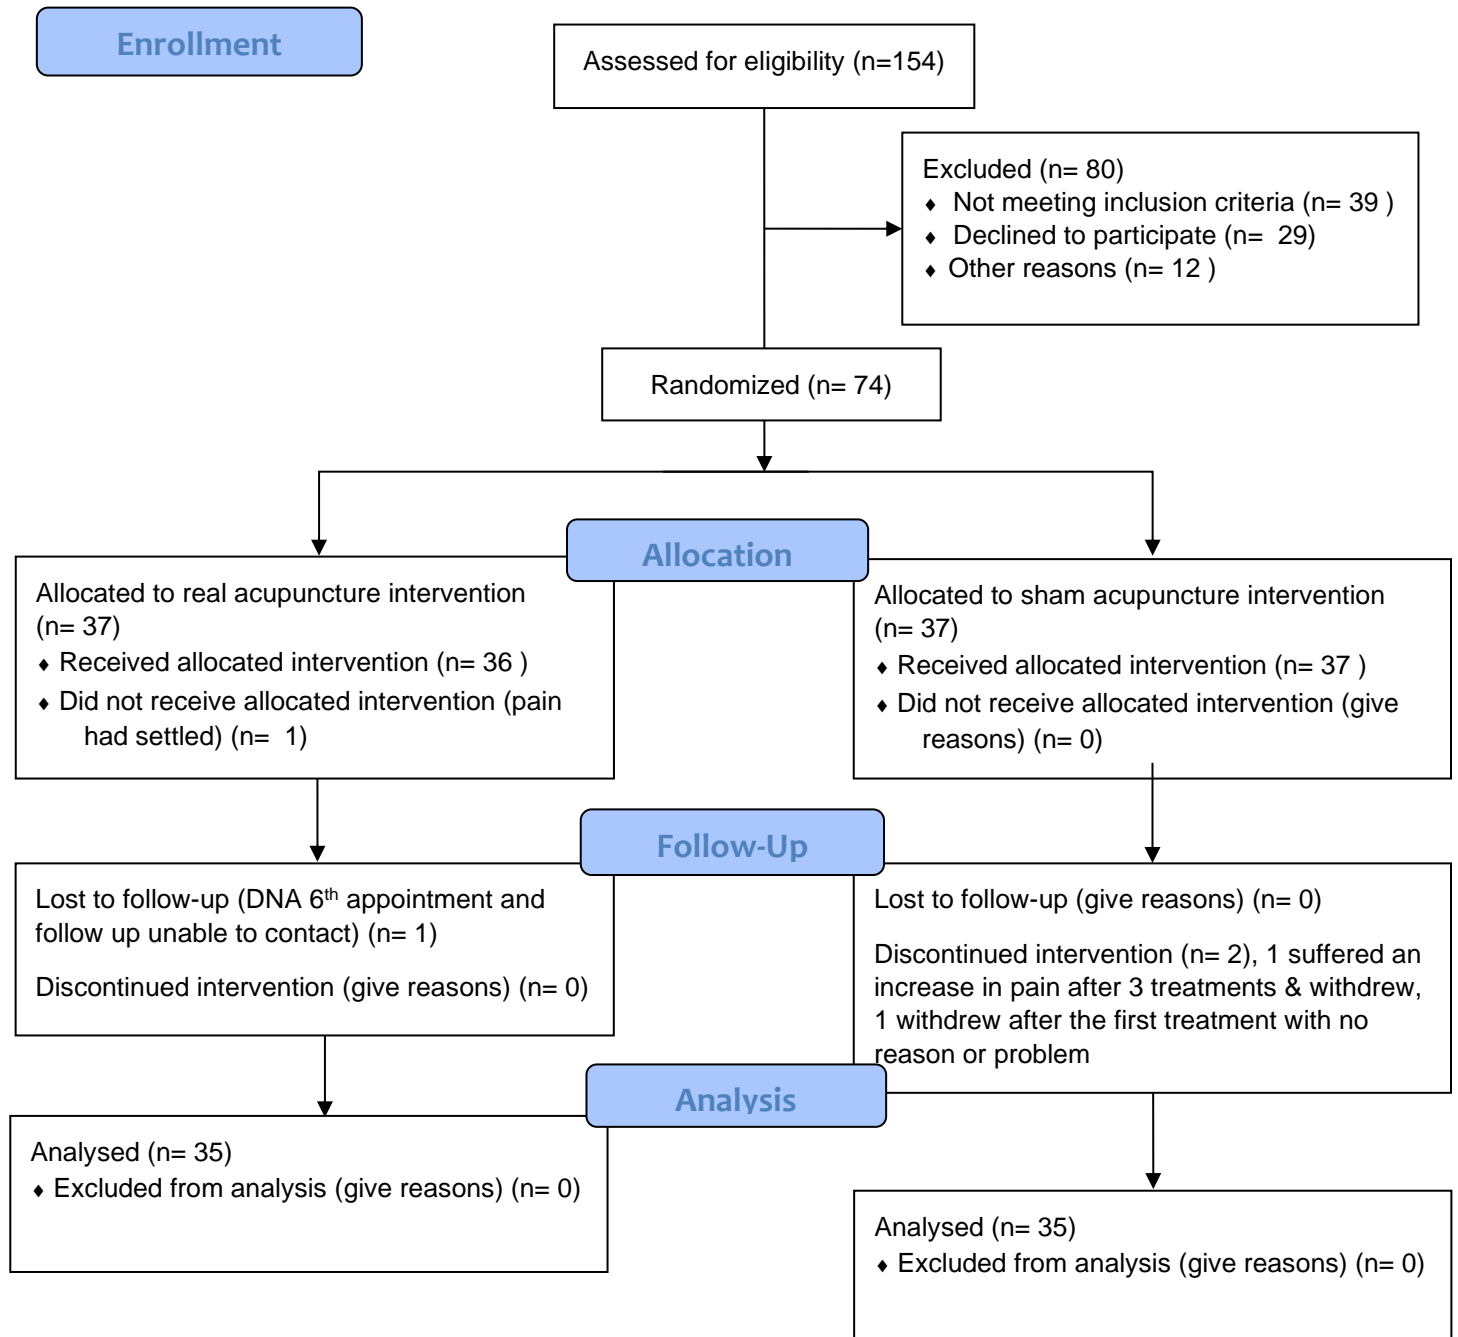 Enrollment
Assessed for eligibility (n=154)
Excluded (n= 80)
♦ Not meeting inclusion criteria (n= 39 )
♦ Declined to participate (n=  29)
♦ Other reasons (n= 12 )
Randomized (n= 74)
Allocation
Allocated to real acupuncture intervention
(n= 37)
♦ Received allocated intervention (n= 36 )
♦ Did not receive allocated intervention (pain
had settled) (n=  1)
Allocated to sham acupuncture intervention
(n= 37)
♦ Received allocated intervention (n= 37 )
♦ Did not receive allocated intervention (give
reasons) (n= 0)
Follow-Up
Lost to follow-up (DNA 6th appointment and
follow up unable to contact) (n= 1)
Discontinued intervention (give reasons) (n= 0)
Lost to follow-up (give reasons) (n= 0)
Discontinued intervention (n= 2), 1 suffered an
increase in pain after 3 treatments & withdrew,
1 withdrew after the first treatment with no
reason or problem
Analysis
Analysed (n= 35)
♦ Excluded from analysis (give reasons) (n= 0)
Analysed (n= 35)
♦ Excluded from analysis (give reasons) (n= 0)